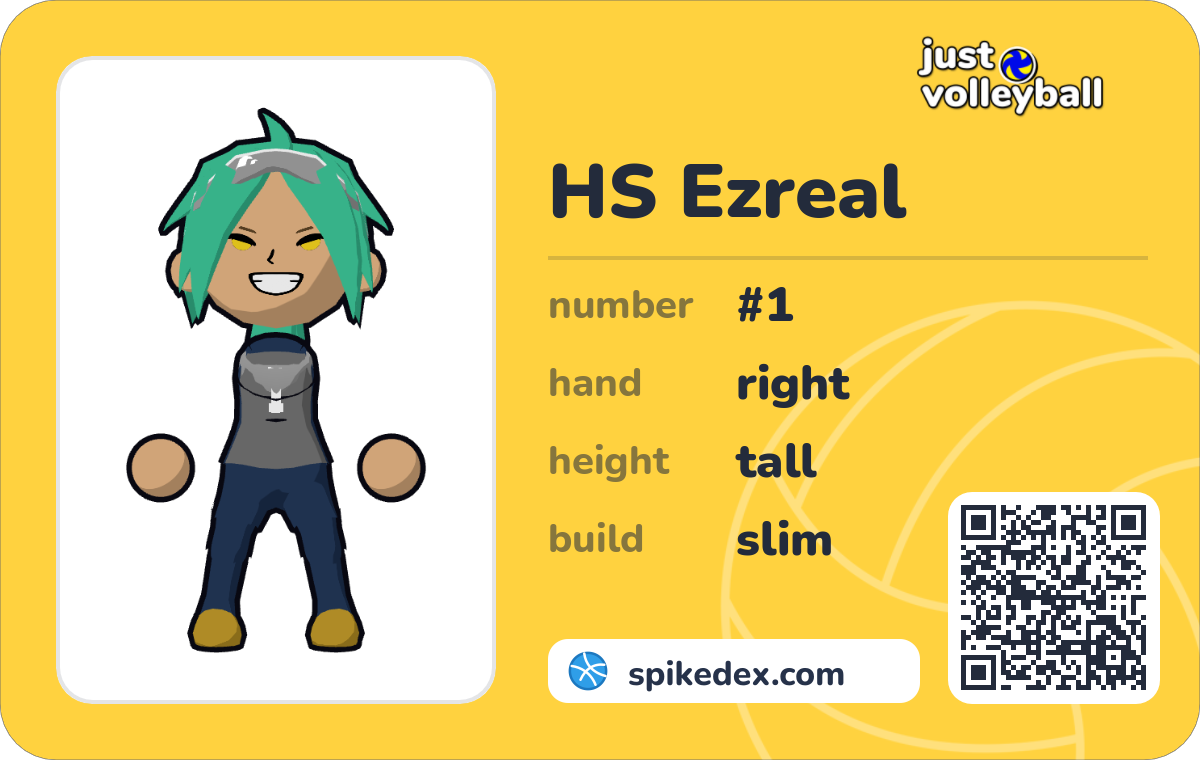 just
volleyball
HS Ezreal
number #1
hand right
height tall
build slim
spikedex.com